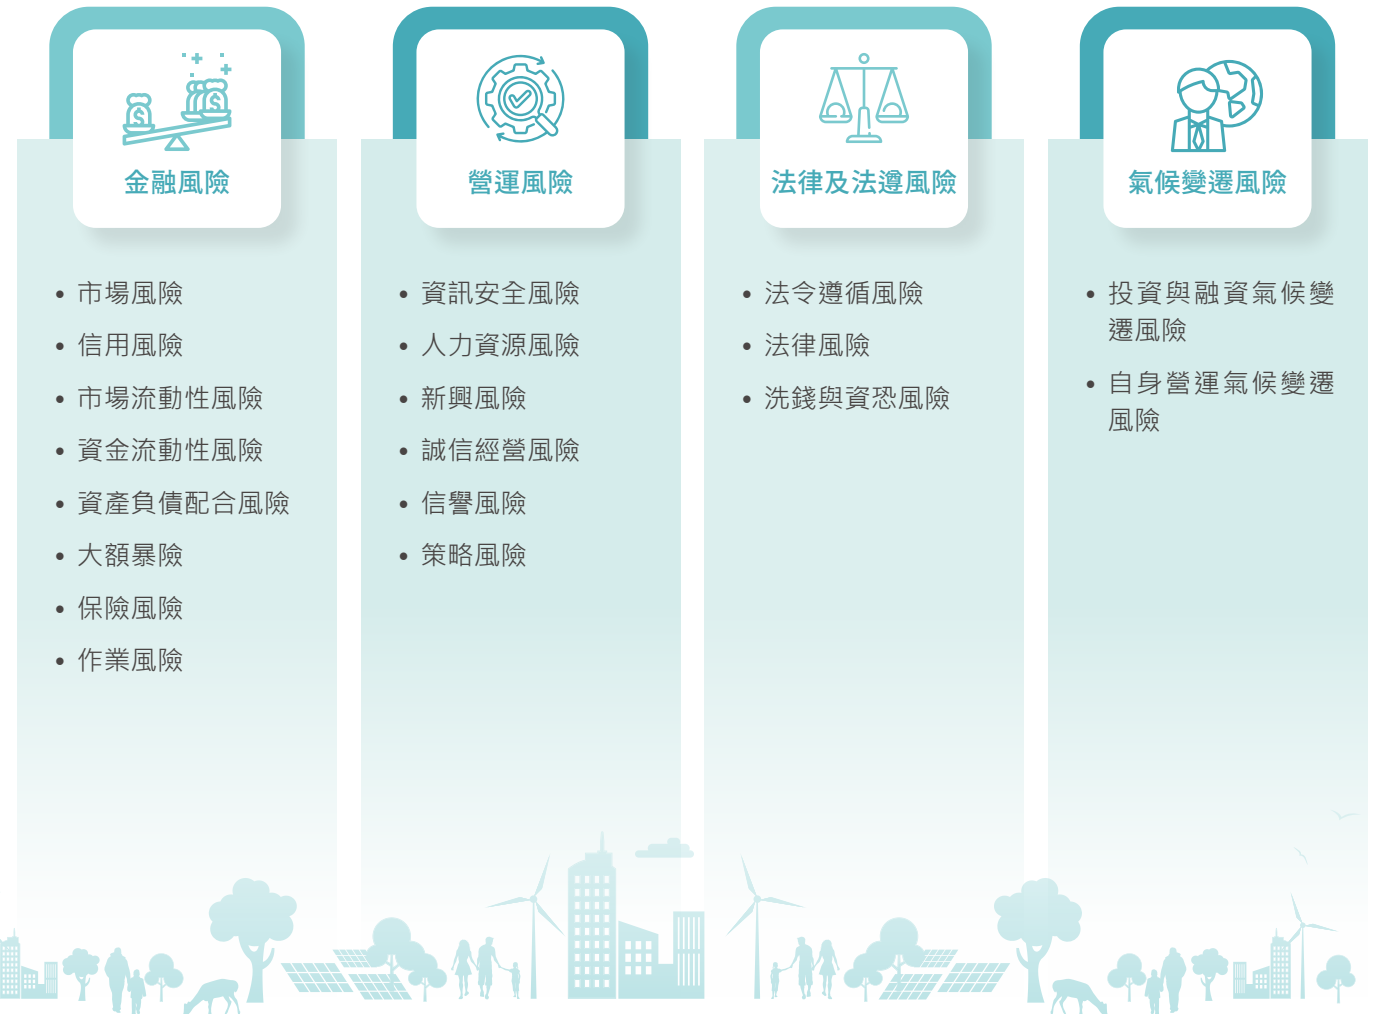 金融風險
• 市場風險
• 信用風險
• 市場流動性風險
• 資金流動性風險
• 資產負債配合風險
• 大額暴險
• 保險風險
• 作業風險
營運風險
• 資訊安全風險
• 人力資源風險
• 新興風險
• 誠信經營風險
• 信譽風險
• 策略風險
法律及法遵風險
• 法令遵循風險
• 法律風險
• 洗錢與資恐風險
氣候變遷風險
• 投資與融資氣候變
遷風險
• 自身營運氣候變遷
風險